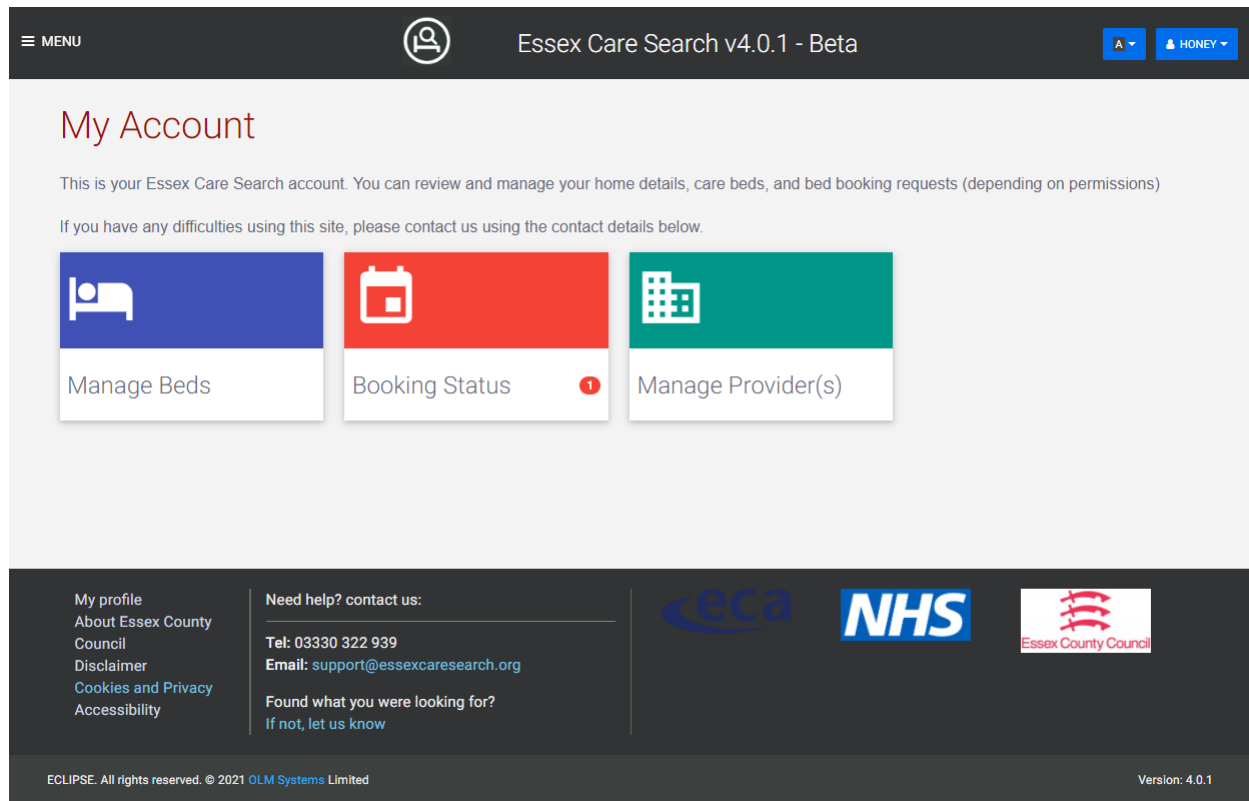 MENU
Essex Care Search v4.0.1 - Beta
A
HONEY
My Account
This is your Essex Care Search account. You can review and manage your home details, care beds, and bed booking requests (depending on permissions)
If you have any difficulties using this site, please contact us using the contact details below.
Manage Beds
Booking Status
1
Manage Provider(s)
My profile
About Essex County
Council
Disclaimer
Cookies and Privacy
Accessibility
Need help? contact us:
Tel: 03330 322 939
Email: support@essexcaresearch.org
Found what you were looking for?
If not, let us know
eca
NHS
Essex County Council
ECLIPSE. All rights reserved. © 2021 OLM Systems Limited
Version: 4.0.1